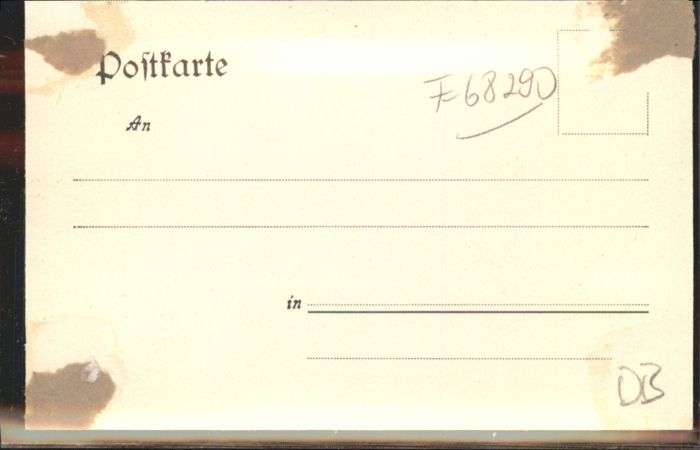 Poſtkarte
F68290
An
in
DB